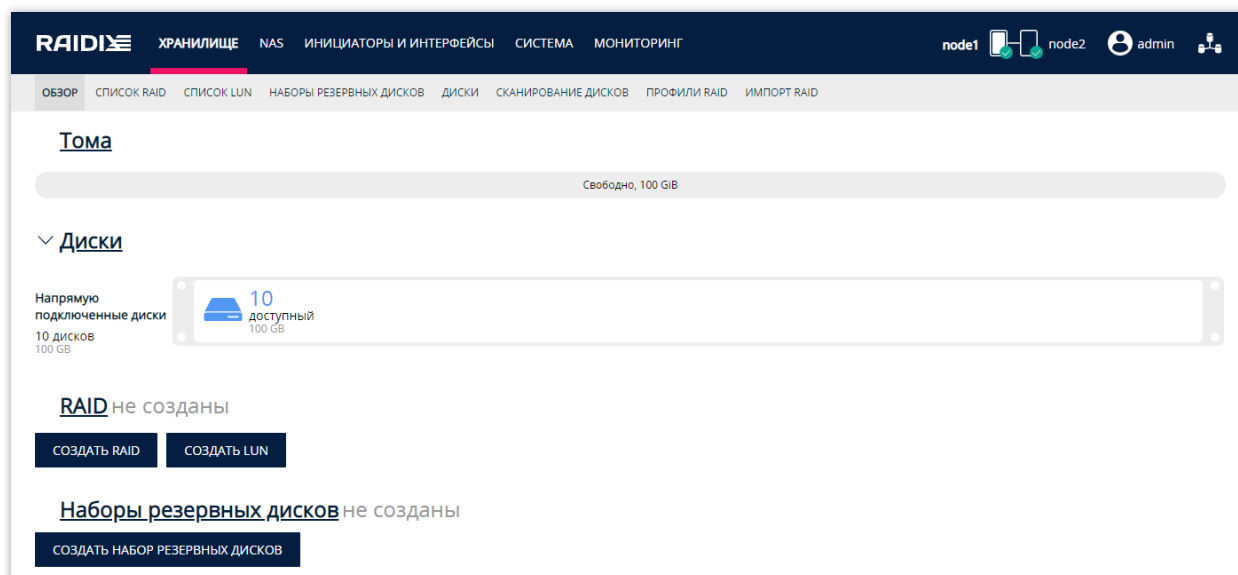 RAIDIX ХРАНИЛИЩЕ NAS ИНИЦИАТОРЫ И ИНТЕРФЕЙСЫ СИСТЕМА МОНИТОРИНГ node1 node2 admin
ОБЗОР СПИСОК RAID СПИСОК LUN НАБОРЫ РЕЗЕРВНЫХ ДИСКОВ ДИСКИ СКАНИРОВАНИЕ ДИСКОВ ПРОФИЛИ RAID ИМПОРТ RAID
Тома
Свободно, 100 GiB
Диски
Напрямую
подключенные диски
10 дисков
100 GB
10
доступный
100 GB
RAID не созданы
СОЗДАТЬ RAID СОЗДАТЬ LUN
Наборы резервных дисков не созданы
СОЗДАТЬ НАБОР РЕЗЕРВНЫХ ДИСКОВ